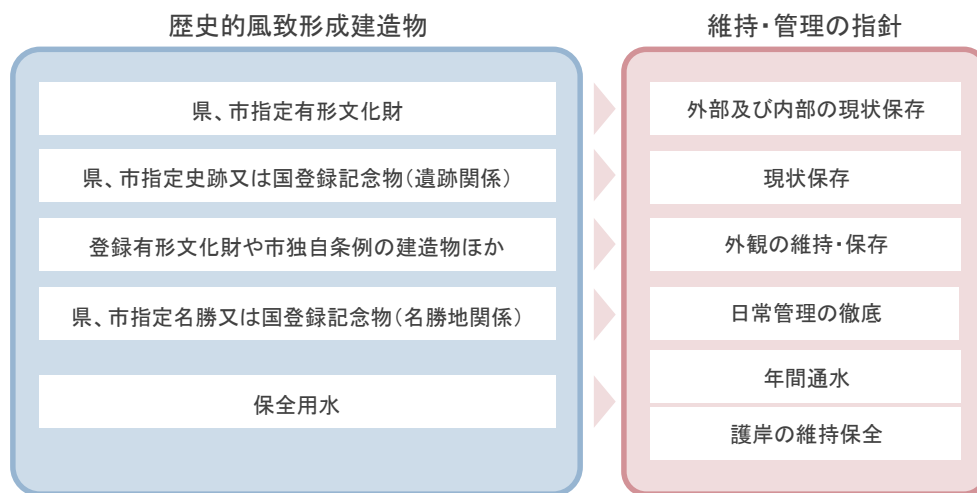 歴史的風致形成建造物
維持・管理の指針
県、市指定有形文化財
外部及び内部の現状保存
県、市指定史跡又は国登録記念物(遺跡関係)
現状保存
登録有形文化財や市独自条例の建造物ほか
外観の維持・保存
県、市指定名勝又は国登録記念物(名勝地関係)
日常管理の徹底
保全用水
年間通水
護岸の維持保全